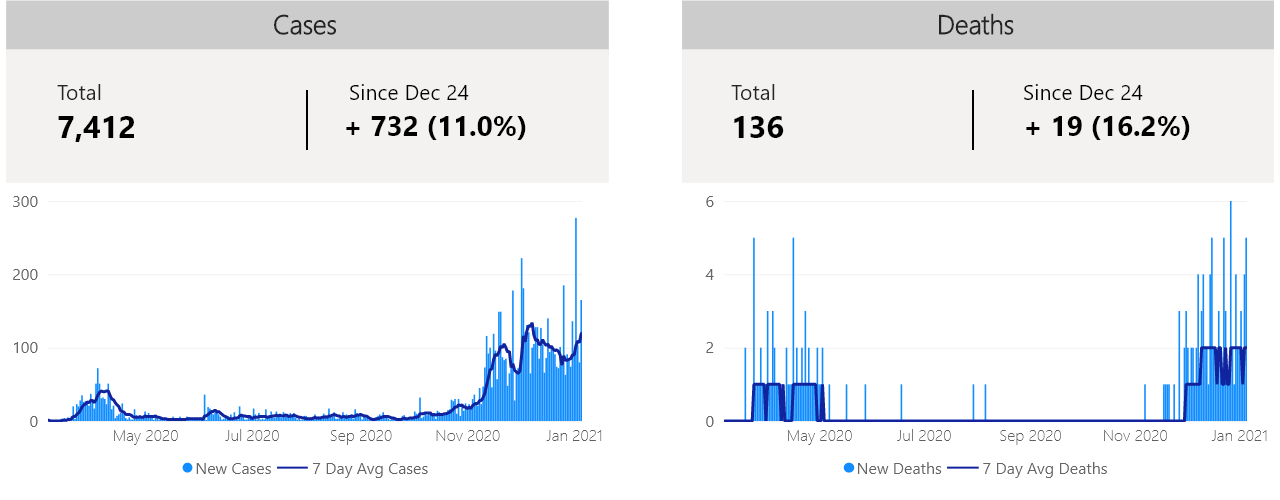 Cases
Total
Since Dec 24
7,412
+ 732 (11.0%)
300
200
100
0
May 2020
Jul 2020
Sep 2020
Nov 2020
Jan 2021
New Cases
7 Day Avg Cases
Deaths
Total
Since Dec 24
136
+ 19 (16.2%)
6
4
2
0
May 2020
Jul 2020
Sep 2020
Nov 2020
Jan 2021
New Deaths
7 Day Avg Deaths